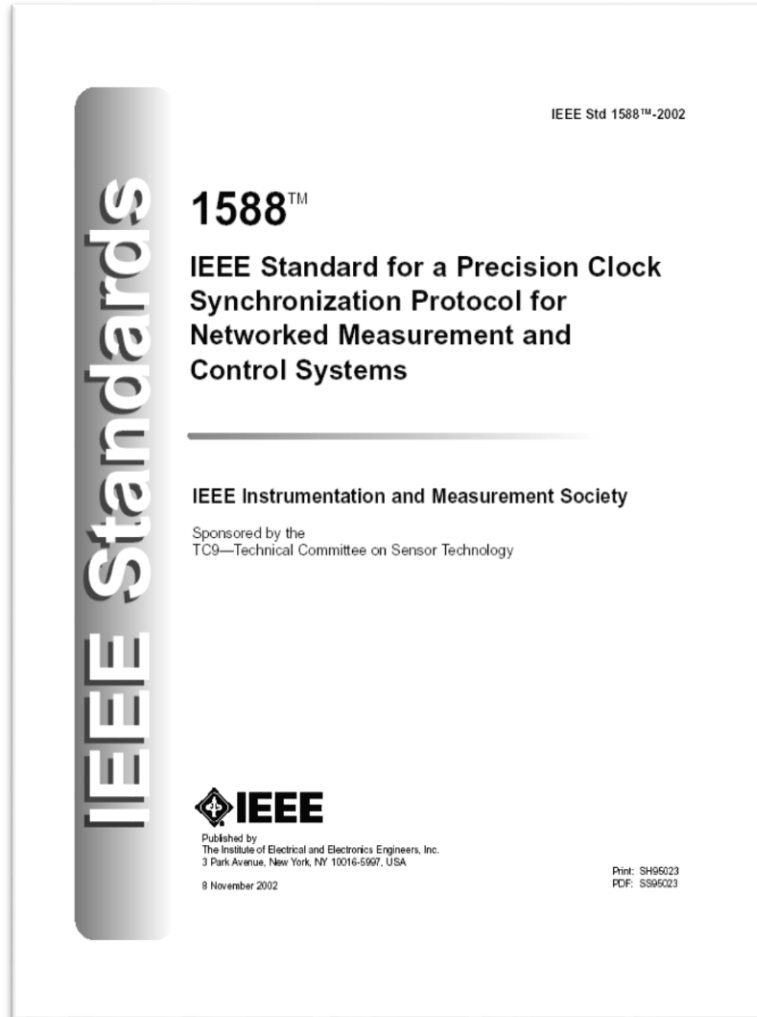 IEEE Std 1588™-2002
1588™
IEEE Standard for a Precision Clock
Synchronization Protocol for
Networked Measurement and
Control Systems
IEEE Standards
IEEE Instrumentation and Measurement Society
Sponsored by the
TC9—Technical Committee on Sensor Technology
IEEE
Published by
The Institute of Electrical and Electronics Engineers, Inc.
3 Park Avenue, New York, NY 10016-5997, USA
8 November 2002
Print: SH95023
PDF: SS95023